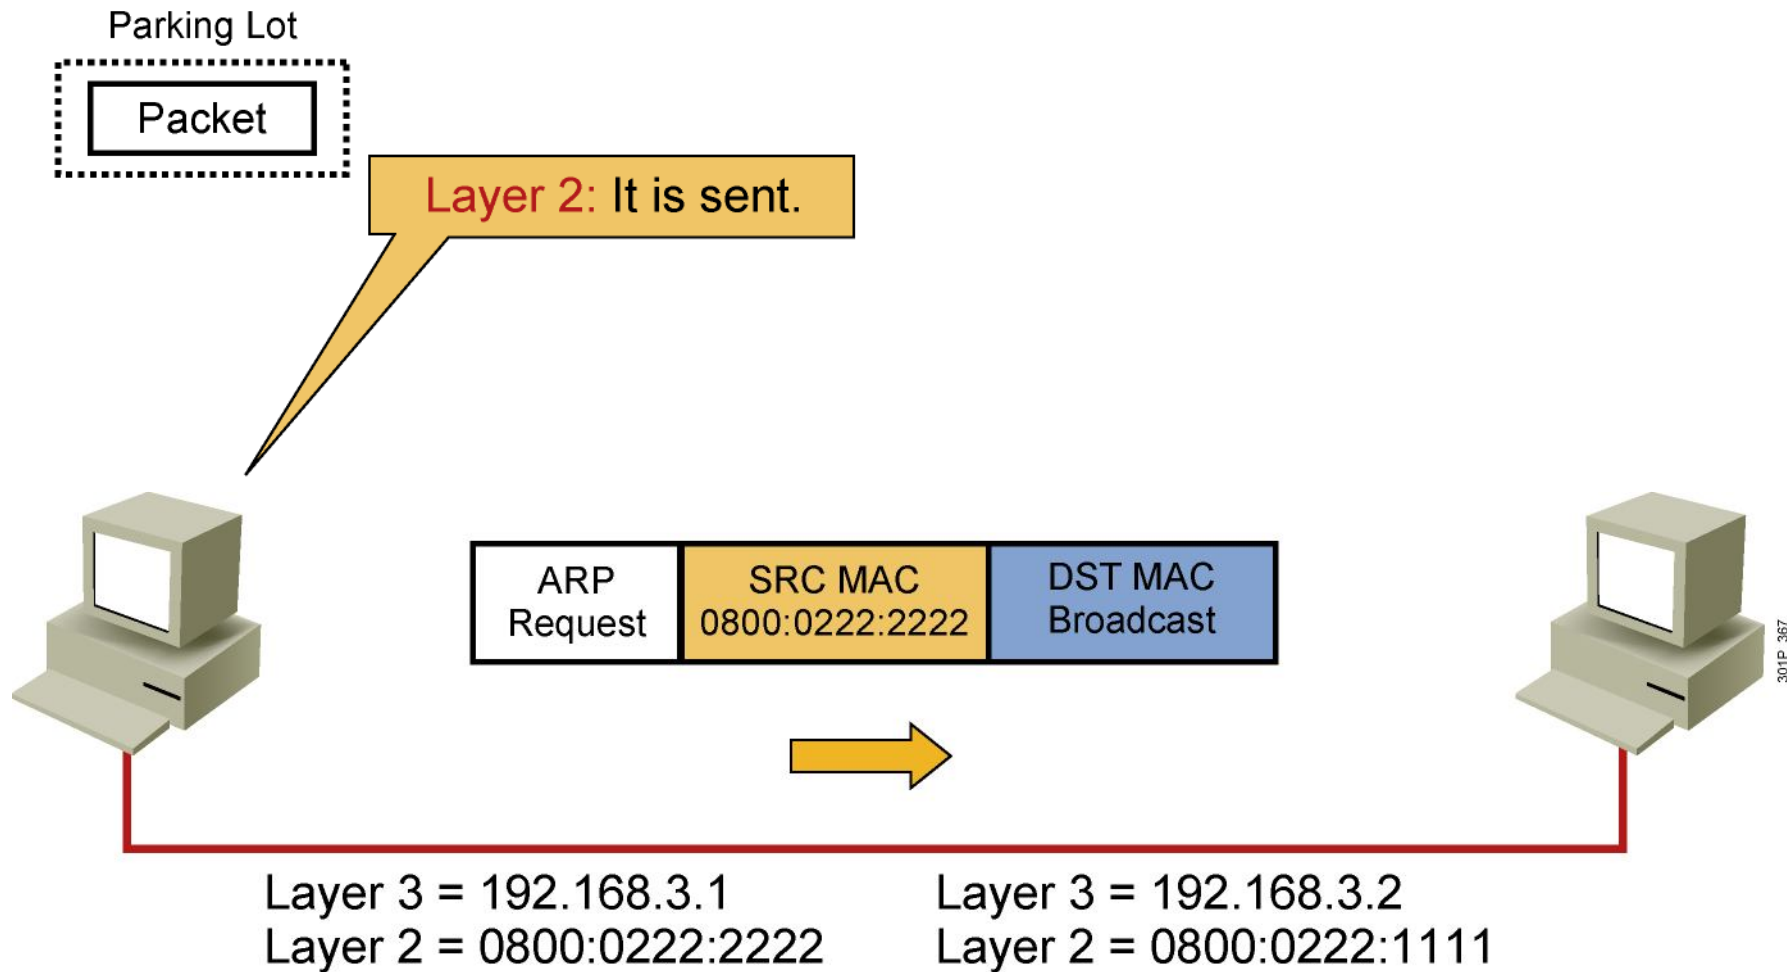 Parking Lot
Packet
Layer 2: It is sent.
ARP
Request
SRC MAC
0800:0222:2222
DST MAC
Broadcast
301P_367
Layer 3 = 192.168.3.1
Layer 2 = 0800:0222:2222
Layer 3 = 192.168.3.2
Layer 2 = 0800:0222:1111